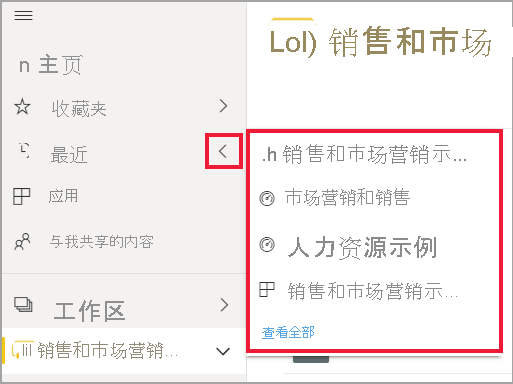 Lol) 销售和市场
n 主页
收藏夹
最近
应用
与我共享的内容
工作区
lil 销售和市场营销....
.h 销售和市场营销示...
市场营销和销售
人力资源示例
销售和市场营销示...
查看全部